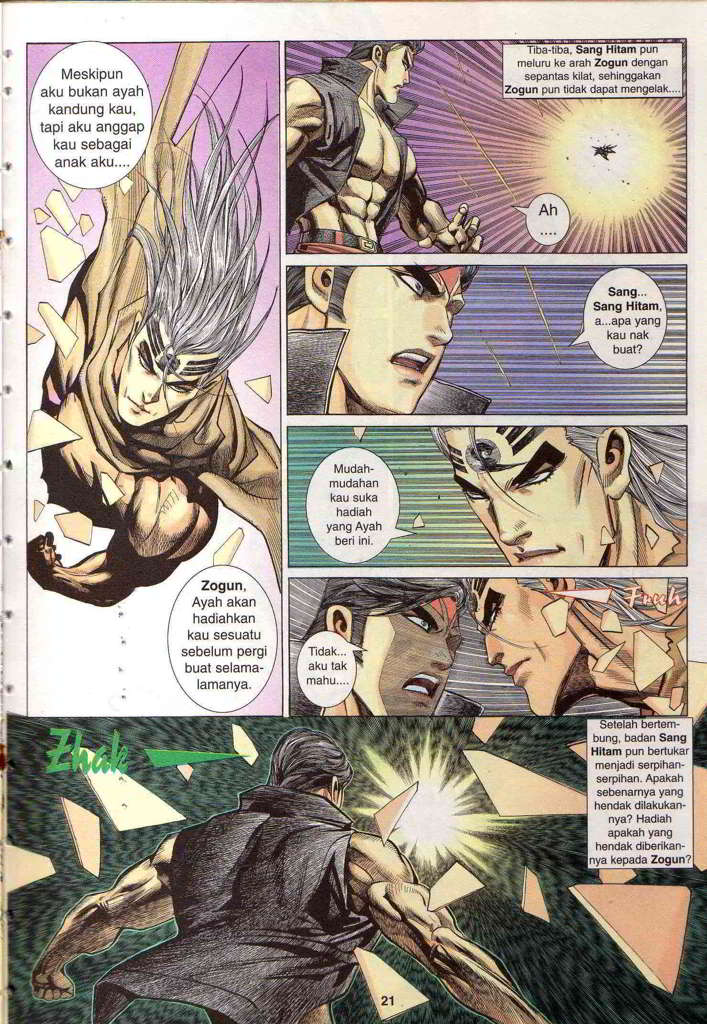 Meskipun
aku bukan ayah
kandung kau,
tapi aku anggap
kau sebagai
anak aku....
Zogun,
Ayah akan
hadiahkan
kau sesuatu
sebelum pergi
buat selama-
lamanya.
Tiba-tiba, Sang Hitam pun
meluru ke arah Zogun dengan
sepantas kilat, sehinggakan
Zogun pun tidak dapat mengelak....
Ah
....
Sang...
Sang Hitam,
a...apa yang
kau nak
buat?
Mudah-
mudahan
kau suka
hadiah
yang Ayah
beri ini.
Fuuh
Tidak...
aku tak
mahu....
Zhak
Setelah bertem-
bung, badan Sang
Hitam pun bertukar
menjadi serpihan-
serpihan. Apakah
sebenarnya yang
hendak dilakukan-
nya? Hadiah
apakah yang
hendak diberikan-
nya kepada Zogun?
21